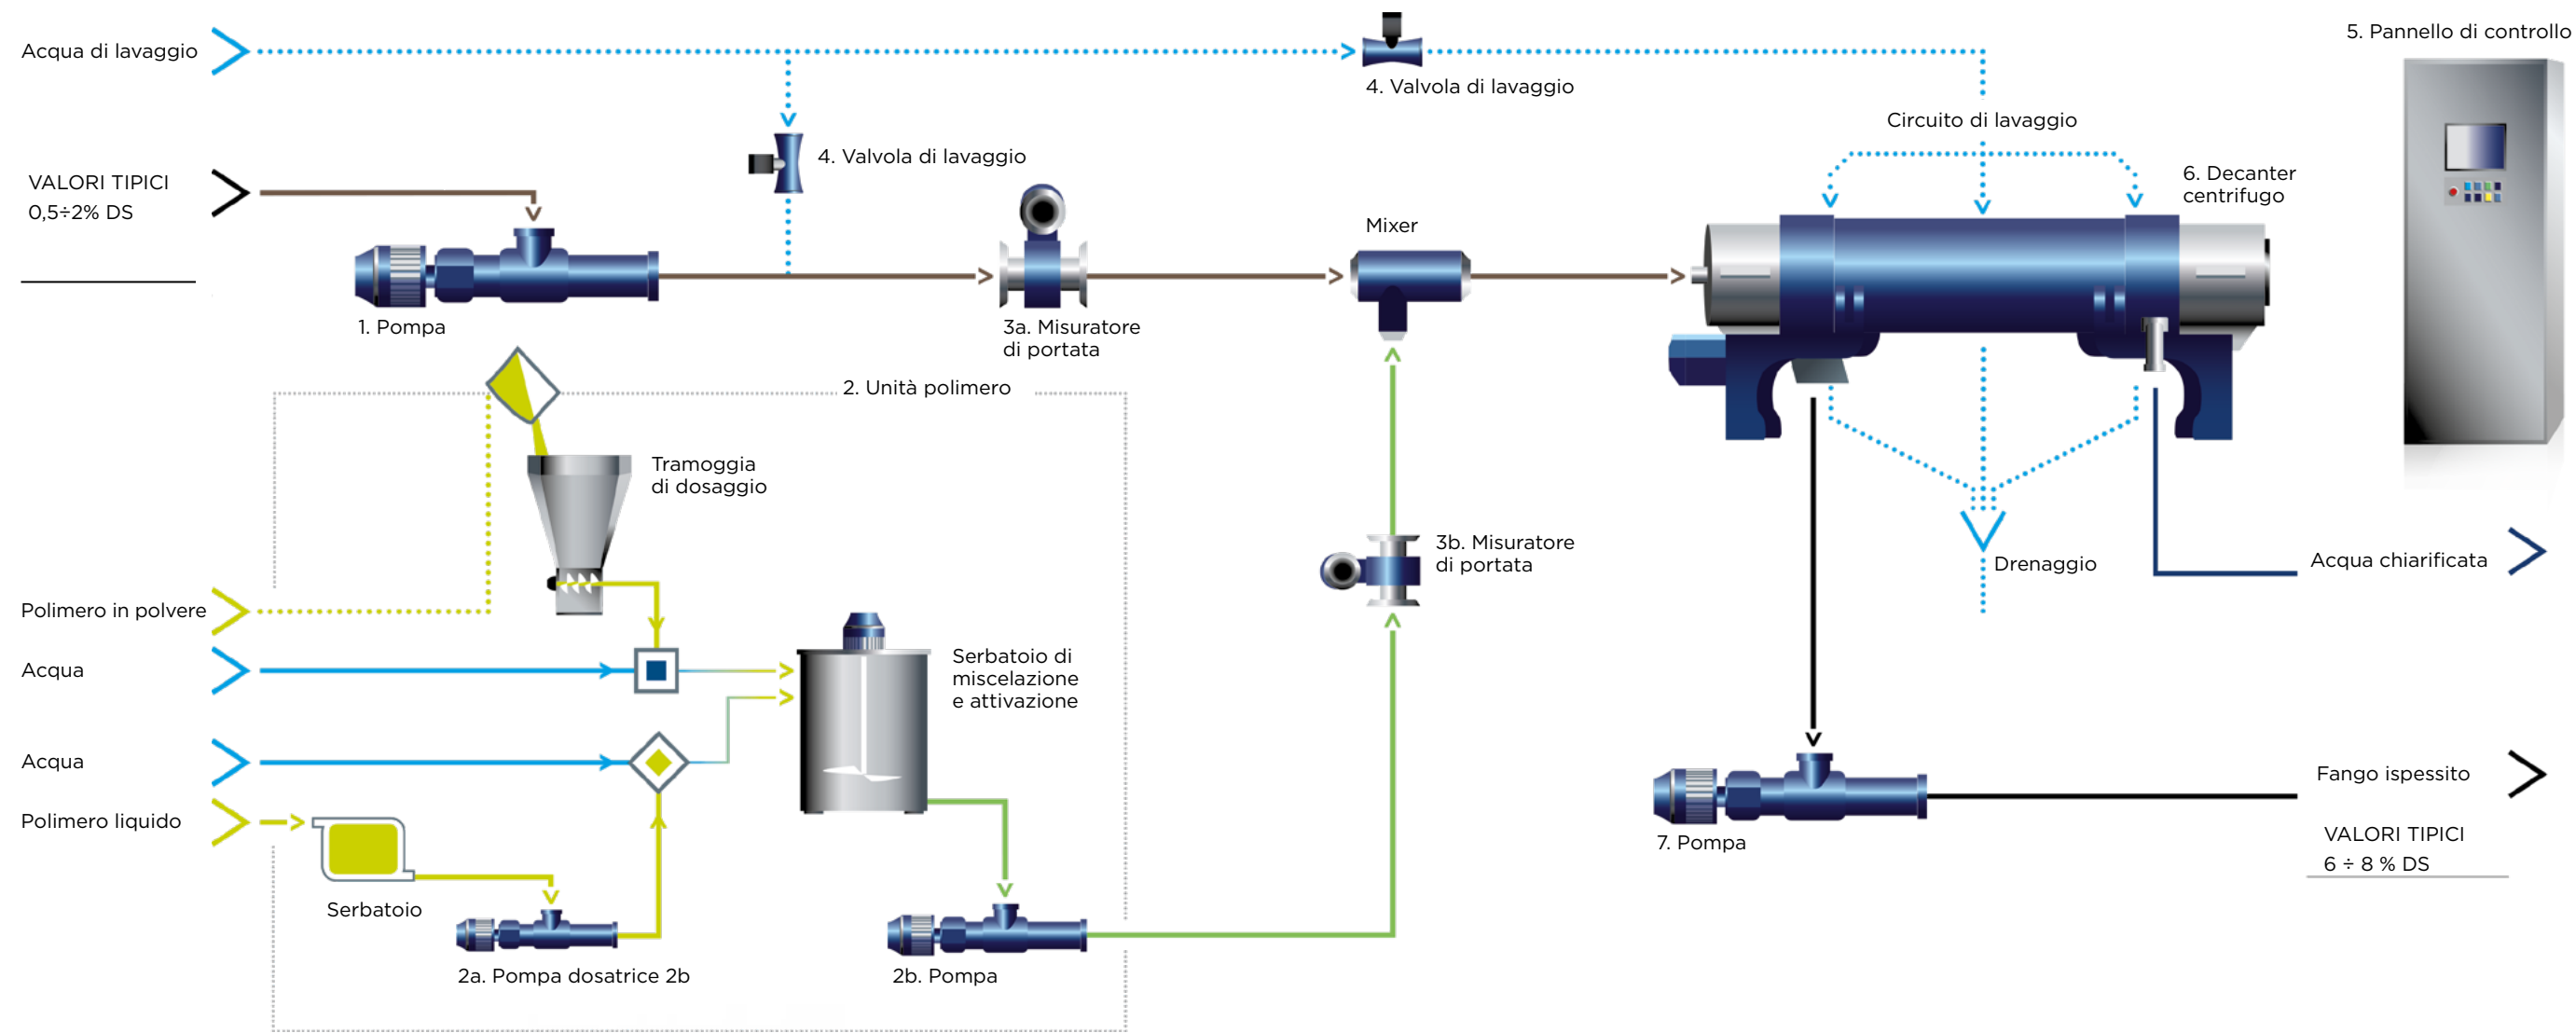 Acqua di lavaggio
5. Pannello di controllo
4. Valvola di lavaggio
Circuito di lavaggio
4. Valvola di lavaggio
VALORI TIPICI
0,5÷2% DS
6. Decanter
centrifugo
Mixer
1. Pompa
3a. Misuratore
di portata
2. Unità polimero
Tramoggia
di dosaggio
3b. Misuratore
di portata
Drenaggio
Acqua chiarificata
Polimero in polvere
Acqua
Serbatoio di
miscelazione
e attivazione
Acqua
Fango ispessito
Polimero liquido
VALORI TIPICI
6 ÷ 8 % DS
7. Pompa
Serbatoio
2a. Pompa dosatrice 2b
2b. Pompa